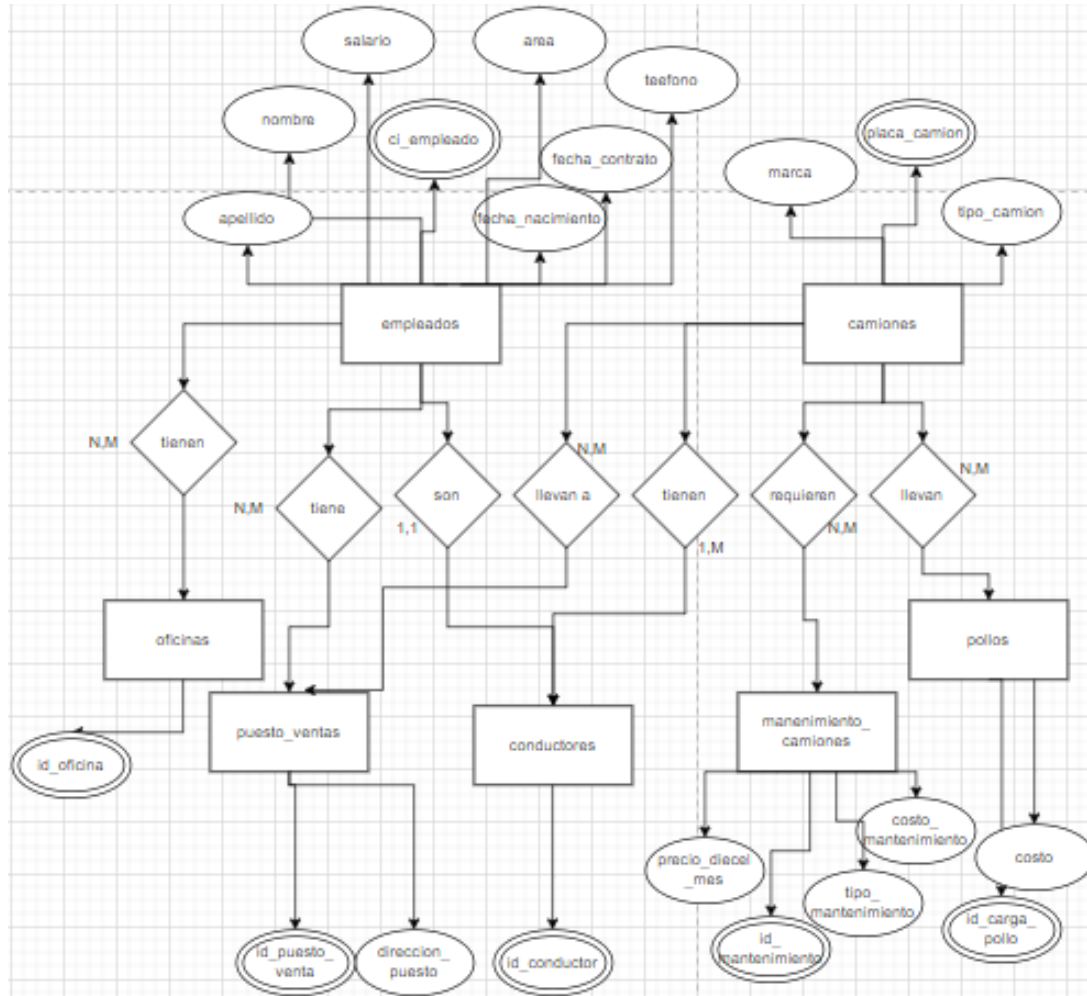 salario
area
teefono
nombre
ci_empleado
placa_camion
fecha_contrato
marca
apellido
fecha_nacimiento
tipo_camion
empleados
camiones
N,M
tienen
N,M
tiene
1,1
son
llevan a
N,M
tienen
1,M
requieren
N,M
llevan
N,M
oficinas
pollos
puesto_ventas
conductores
manenimiento_
camiones
id_oficina
precio_diecel
_mes
costo_
mantenimiento
tipo_
mantenimiento
costo
id_puesto_
venta
direccion_
puesto
id_conductor
id_
mantenimiento
id_carga_
pollo